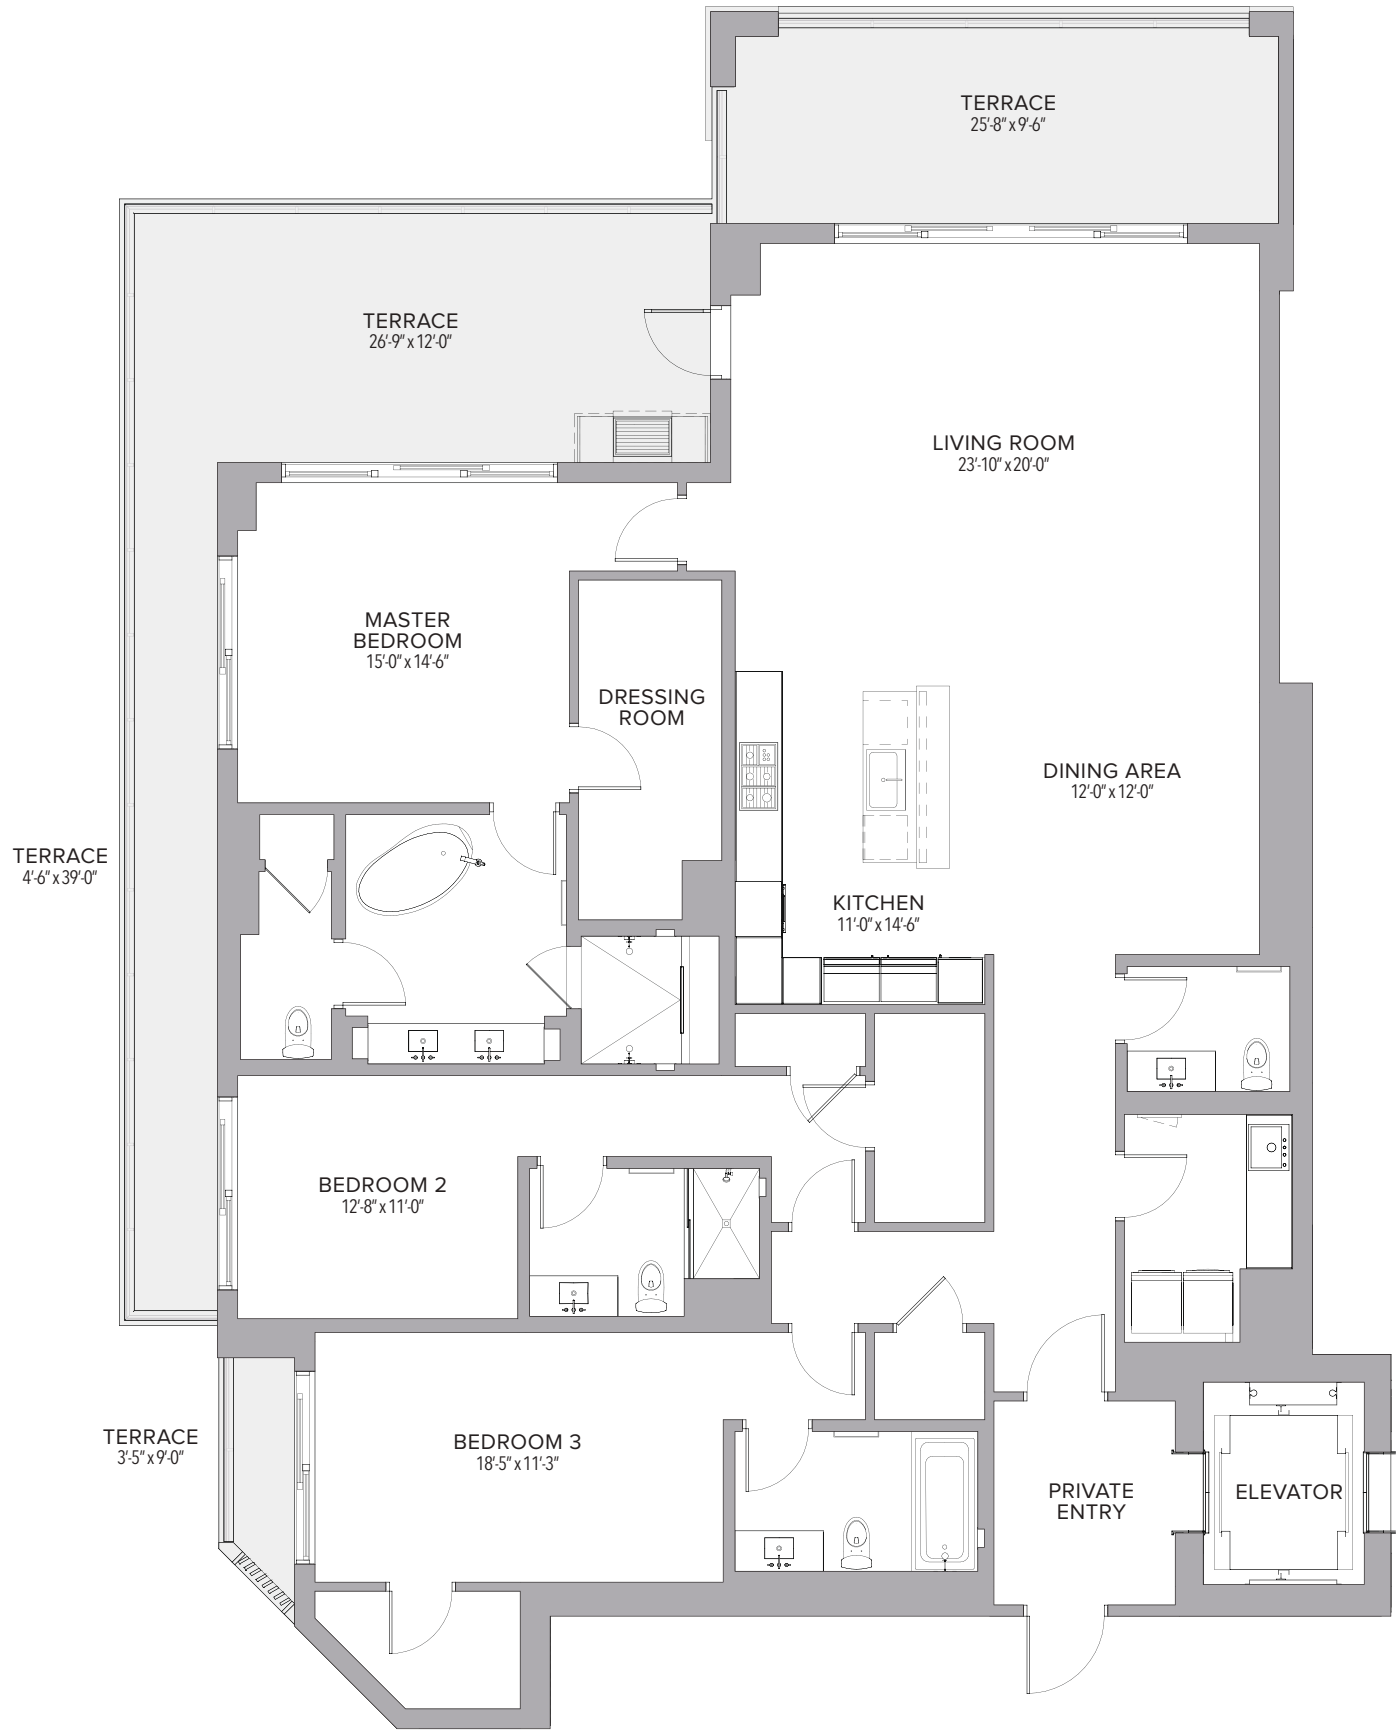 TERRACE
25'-8" x 9'-6"
TERRACE
26'-9" x 12'-0"
LIVING ROOM
23'-10" x 20'-0"
MASTER
BEDROOM
15'-0" x 14'-6"
DRESSING
ROOM
DINING AREA
12'-0" x 12'-0"
TERRACE
4'-6" x 39'-0"
KITCHEN
11'-0" x 14'-6"
BEDROOM 2
12'-8" x 11'-0"
TERRACE
3'-5" x 9'-0"
BEDROOM 3
18'-5" x 11'-3"
PRIVATE
ENTRY
ELEVATOR